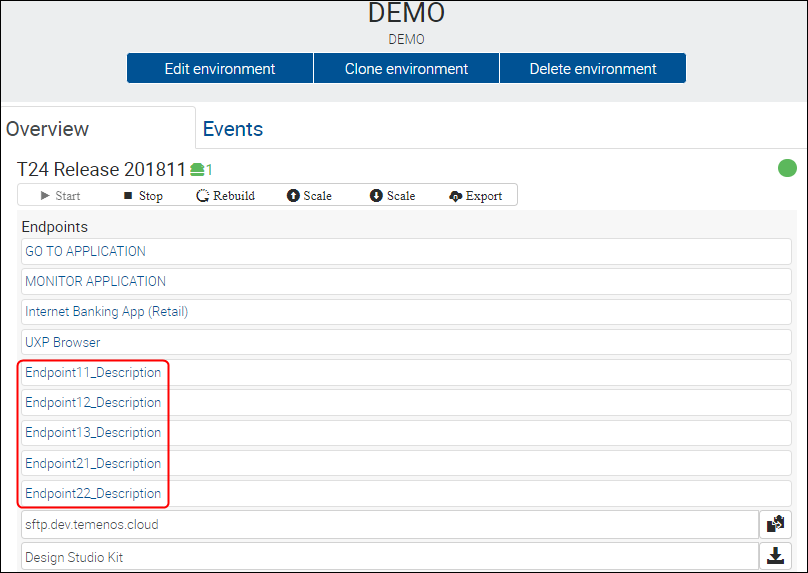 DEMO
DEMO
Edit environment Clone environment Delete environment
Overview Events
T24 Release 201811 1
Start Stop Rebuild Scale Scale Export
Endpoints
GO TO APPLICATION
MONITOR APPLICATION
Internet Banking App (Retail)
UXP Browser
Endpoint11_Description
Endpoint12_Description
Endpoint13_Description
Endpoint21_Description
Endpoint22_Description
sftp.dev.temenos.cloud
Design Studio Kit